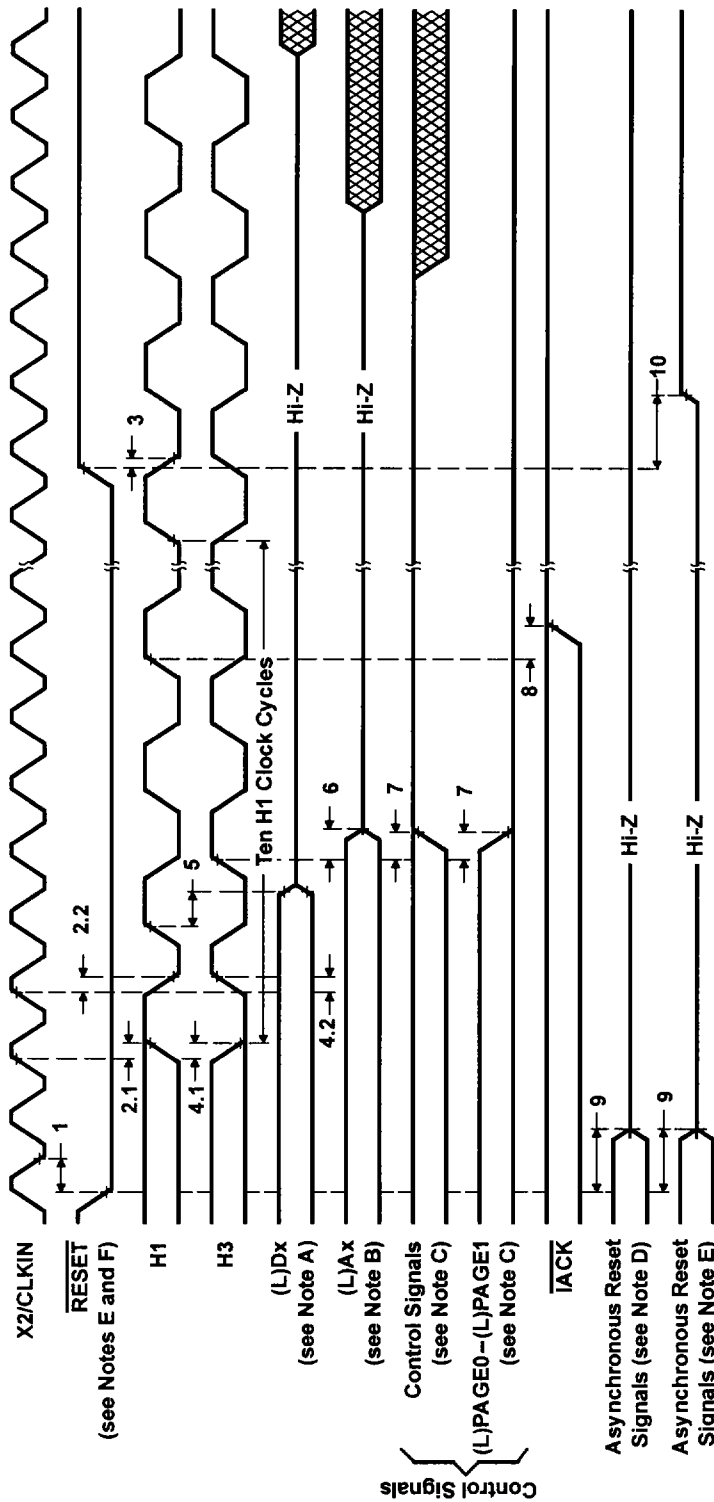 X2/CLKIN
RESET
(see Notes E and F)
H1
H3
(L)Dx
(see Note A)
(L)Ax
(see Note B)
Control Signals
(see Note C)
(L)PAGE0–(L)PAGE1
(see Note C)
Control Signals
IACK
Asynchronous Reset
Signals (see Note D)
Asynchronous Reset
Signals (see Note E)
1
2.1
2.2
3
4.1
4.2
5
Ten H1 Clock Cycles
6
7
7
8
9
9
10
Hi-Z
Hi-Z
Hi-Z
Hi-Z